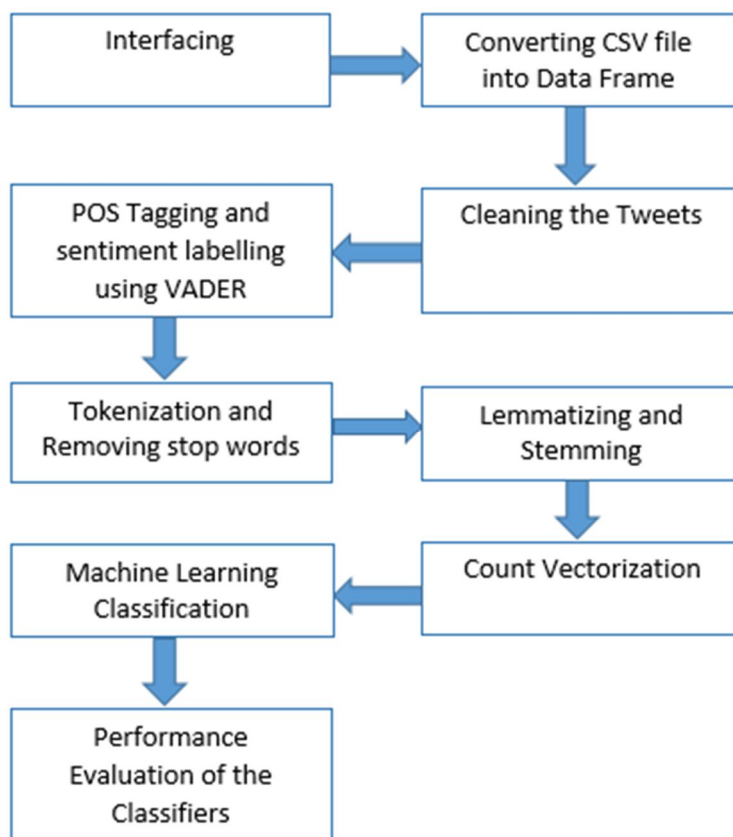 Interfacing
Converting CSV file
into Data Frame
Cleaning the Tweets
POS Tagging and
sentiment labelling
using VADER
Tokenization and
Removing stop words
Lemmatizing and
Stemming
Count Vectorization
Machine Learning
Classification
Performance
Evaluation of the
Classifiers